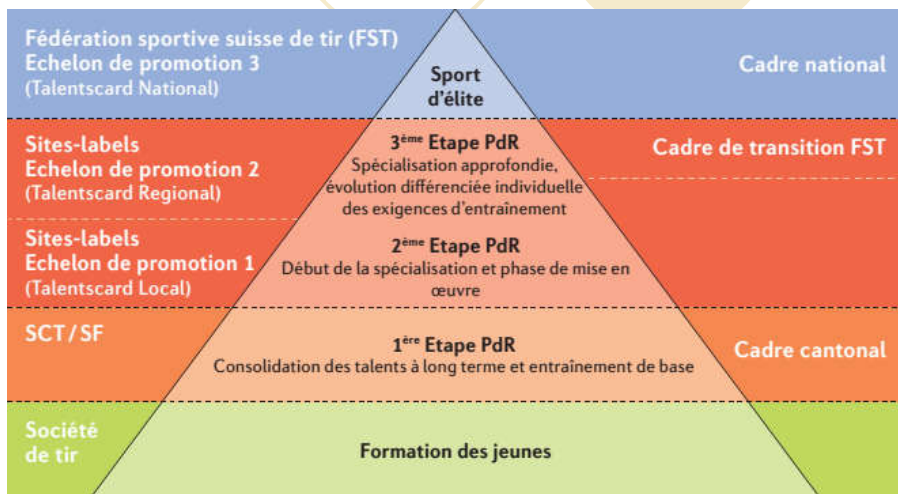 Fédération sportive suisse de tir (FST)
Echelon de promotion 3
(Talentscard National)
Sport
d’élite
Cadre national
Sites-labels
Echelon de promotion 2
(Talentscard Regional)
3ème Etape PdR
Spécialisation approfondie,
évolution différenciée individuelle
des exigences d’entraînement
Cadre de transition FST
Sites-labels
Echelon de promotion 1
(Talentscard Local)
2ème Etape PdR
Début de la spécialisation et phase de mise en
œuvre
SCT/SF
1ère Etape PdR
Consolidation des talents à long terme et entraînement de base
Cadre cantonal
Société
de tir
Formation des jeunes